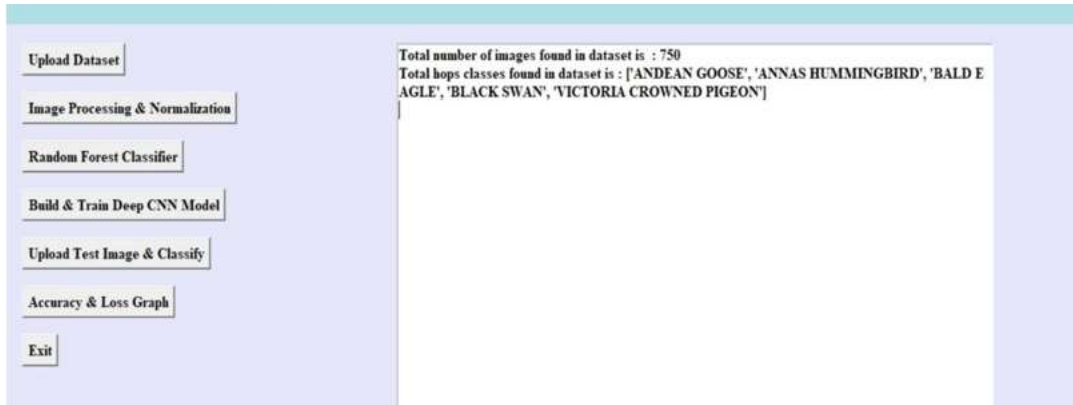 Upload Dataset
Image Processing & Normalization
Random Forest Classifier
Build & Train Deep CNN Model
Upload Test Image & Classify
Accuracy & Loss Graph
Exit
Total number of images found in dataset is : 750
Total hops classes found in dataset is : ['ANDEAN GOOSE', 'ANNAS HUMMINGBIRD', 'BALD E
AGLE', 'BLACK SWAN', 'VICTORIA CROWNED PIGEON']